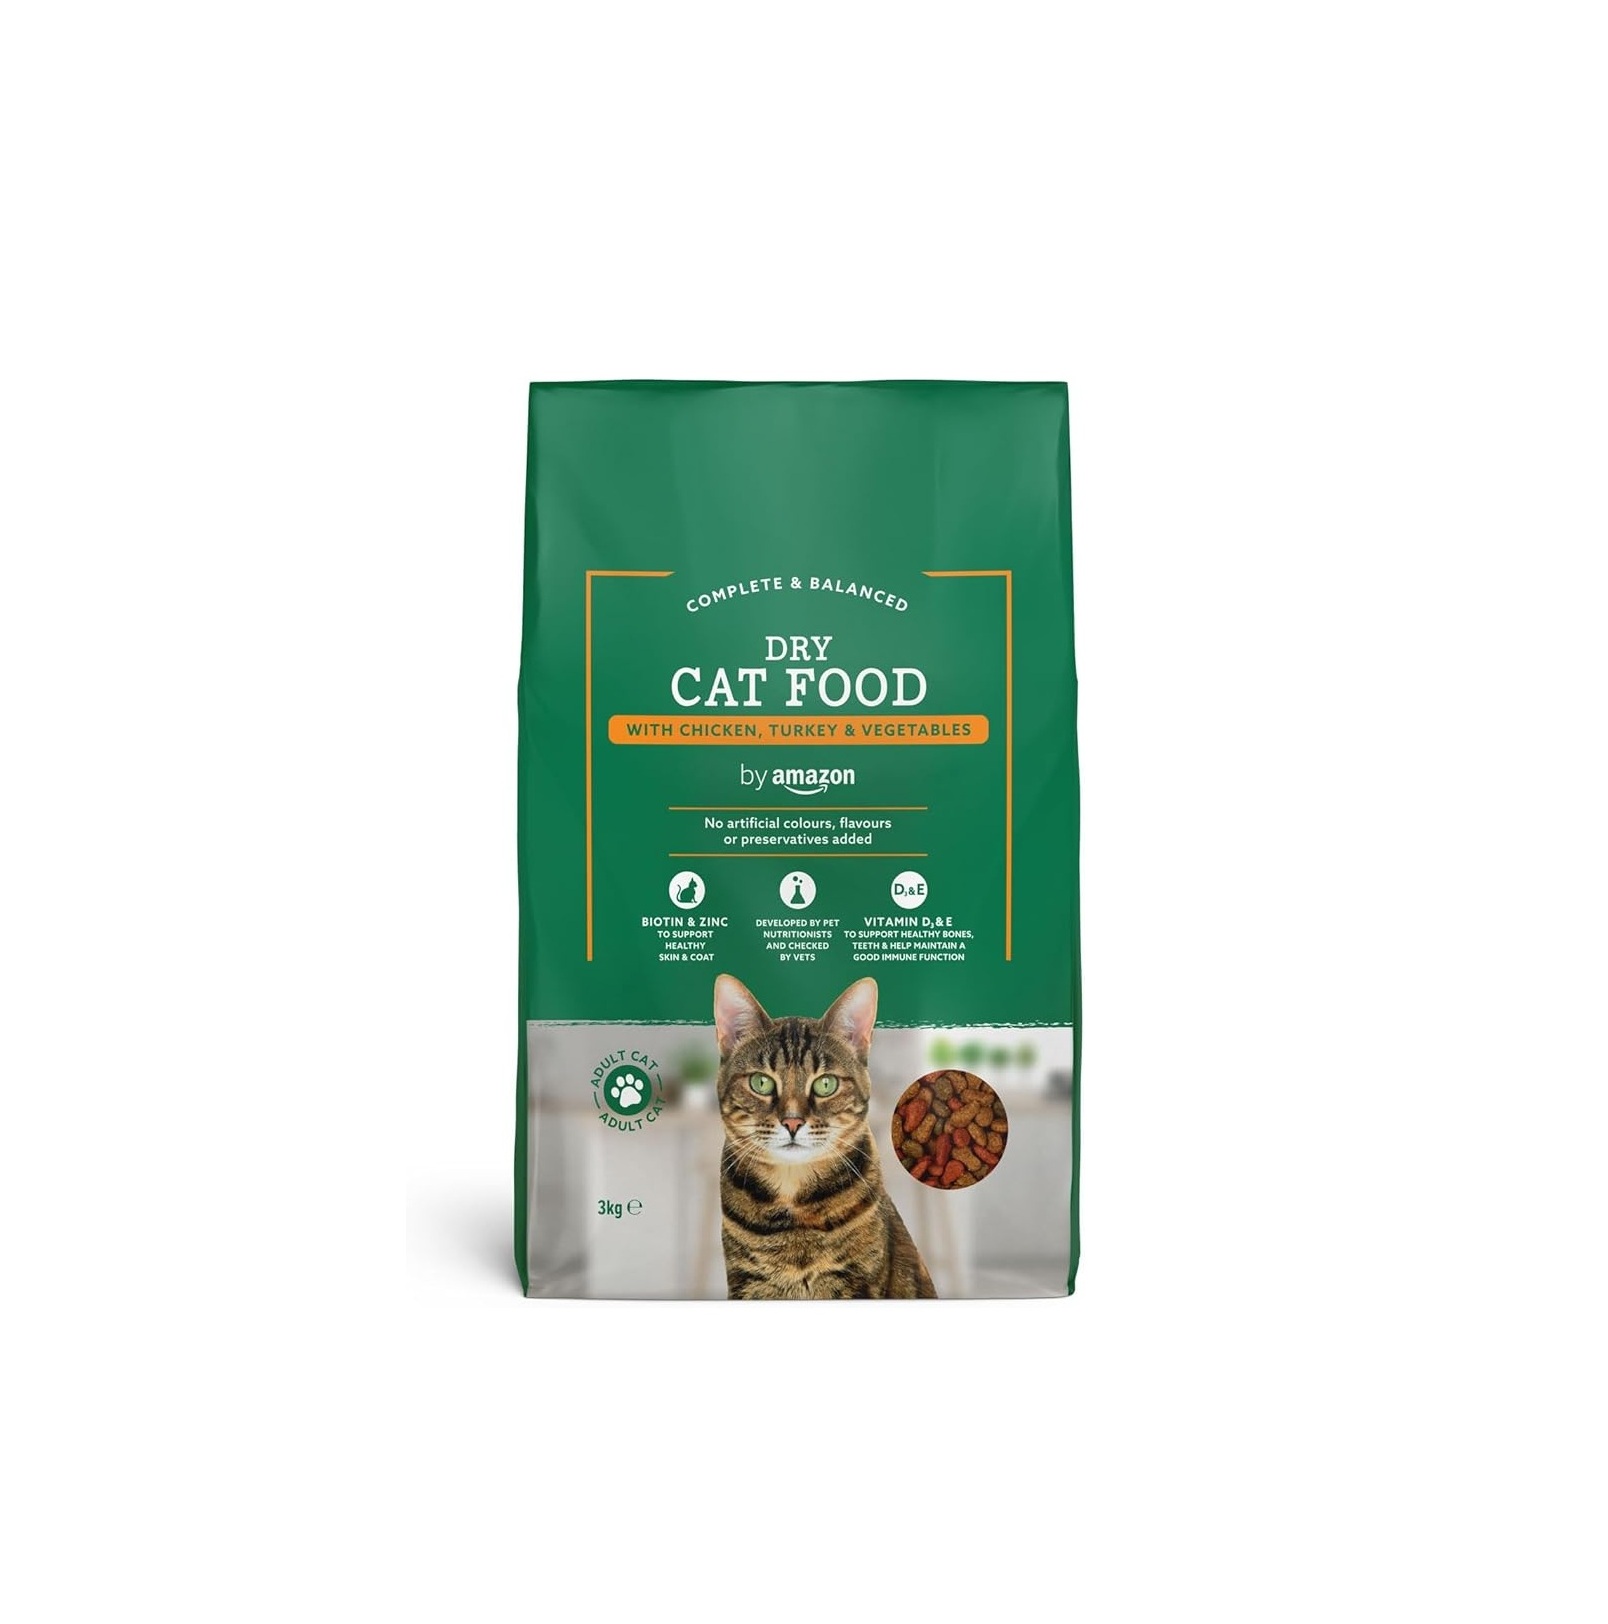 COMPLETE & BALANCED
DRY
CAT FOOD
WITH CHICKEN, TURKEY & VEGETABLES
by amazon
No artificial colours, flavours
or preservatives added
D₃&E
BIOTIN & ZINC
TO SUPPORT
HEALTHY
SKIN & COAT
DEVELOPED BY PET
NUTRITIONISTS
AND CHECKED
BY VETS
VITAMIN D₃& E
TO SUPPORT HEALTHY BONES,
TEETH & HELP MAINTAIN A
GOOD IMMUNE FUNCTION
ADULT CAT
ADULT CAT
3kg ℮